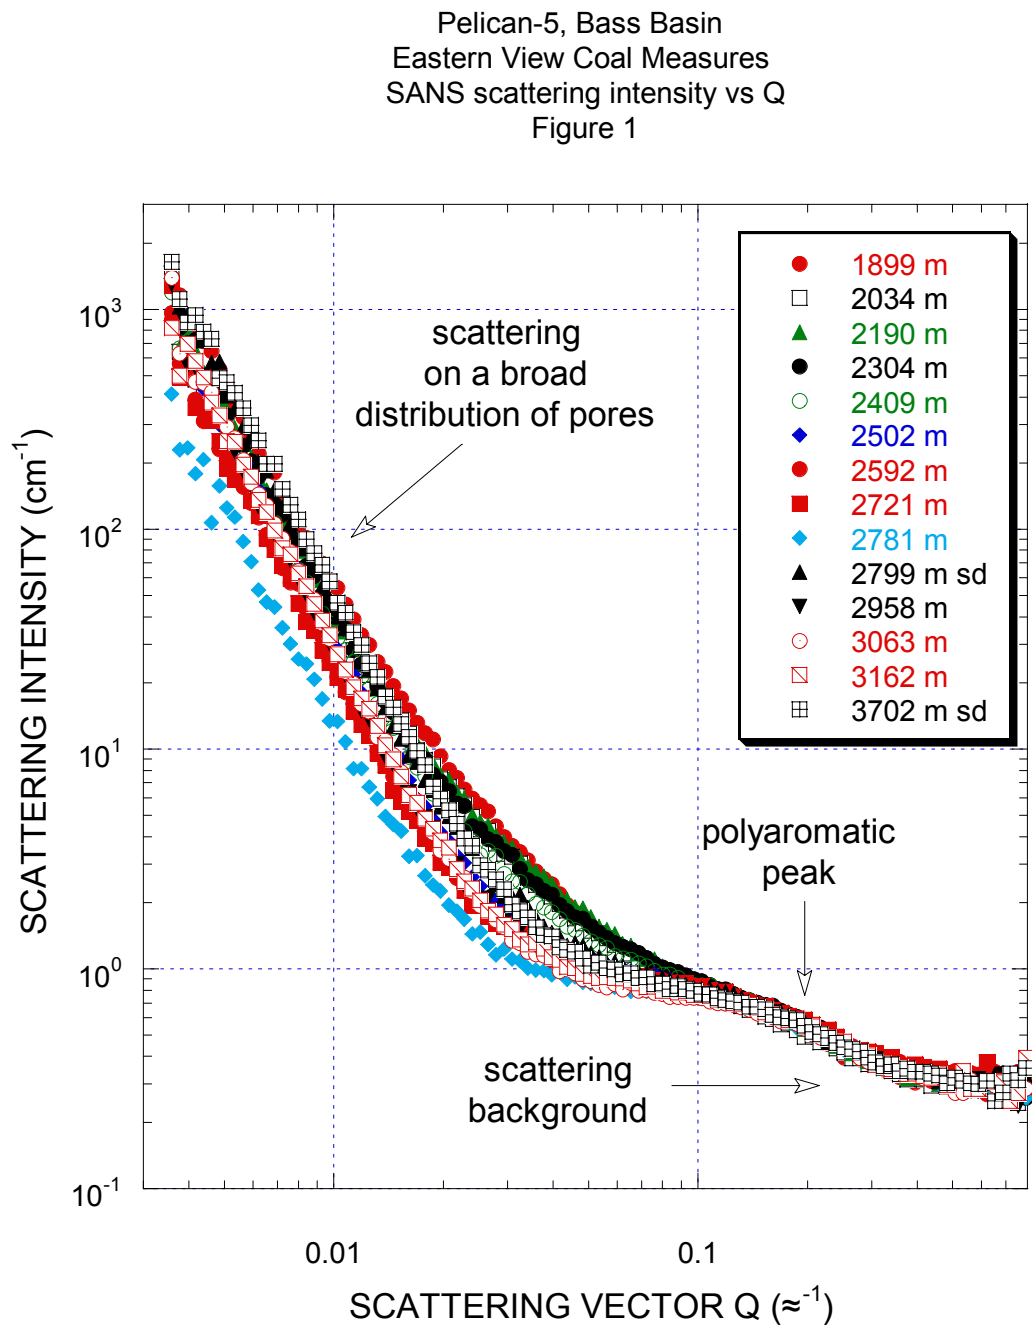 Pelican-5, Bass Basin
Eastern View Coal Measures
SANS scattering intensity vs Q
Figure 1
SCATTERING INTENSITY (cm⁻¹)
10³
10²
10¹
10⁰
10⁻¹
scattering
on a broad
distribution of pores
1899 m
2034 m
2190 m
2304 m
2409 m
2502 m
2592 m
2721 m
2781 m
2799 m sd
2958 m
3063 m
3162 m
3702 m sd
polyaromatic
peak
scattering
background
0.01
0.1
SCATTERING VECTOR Q (≈⁻¹)